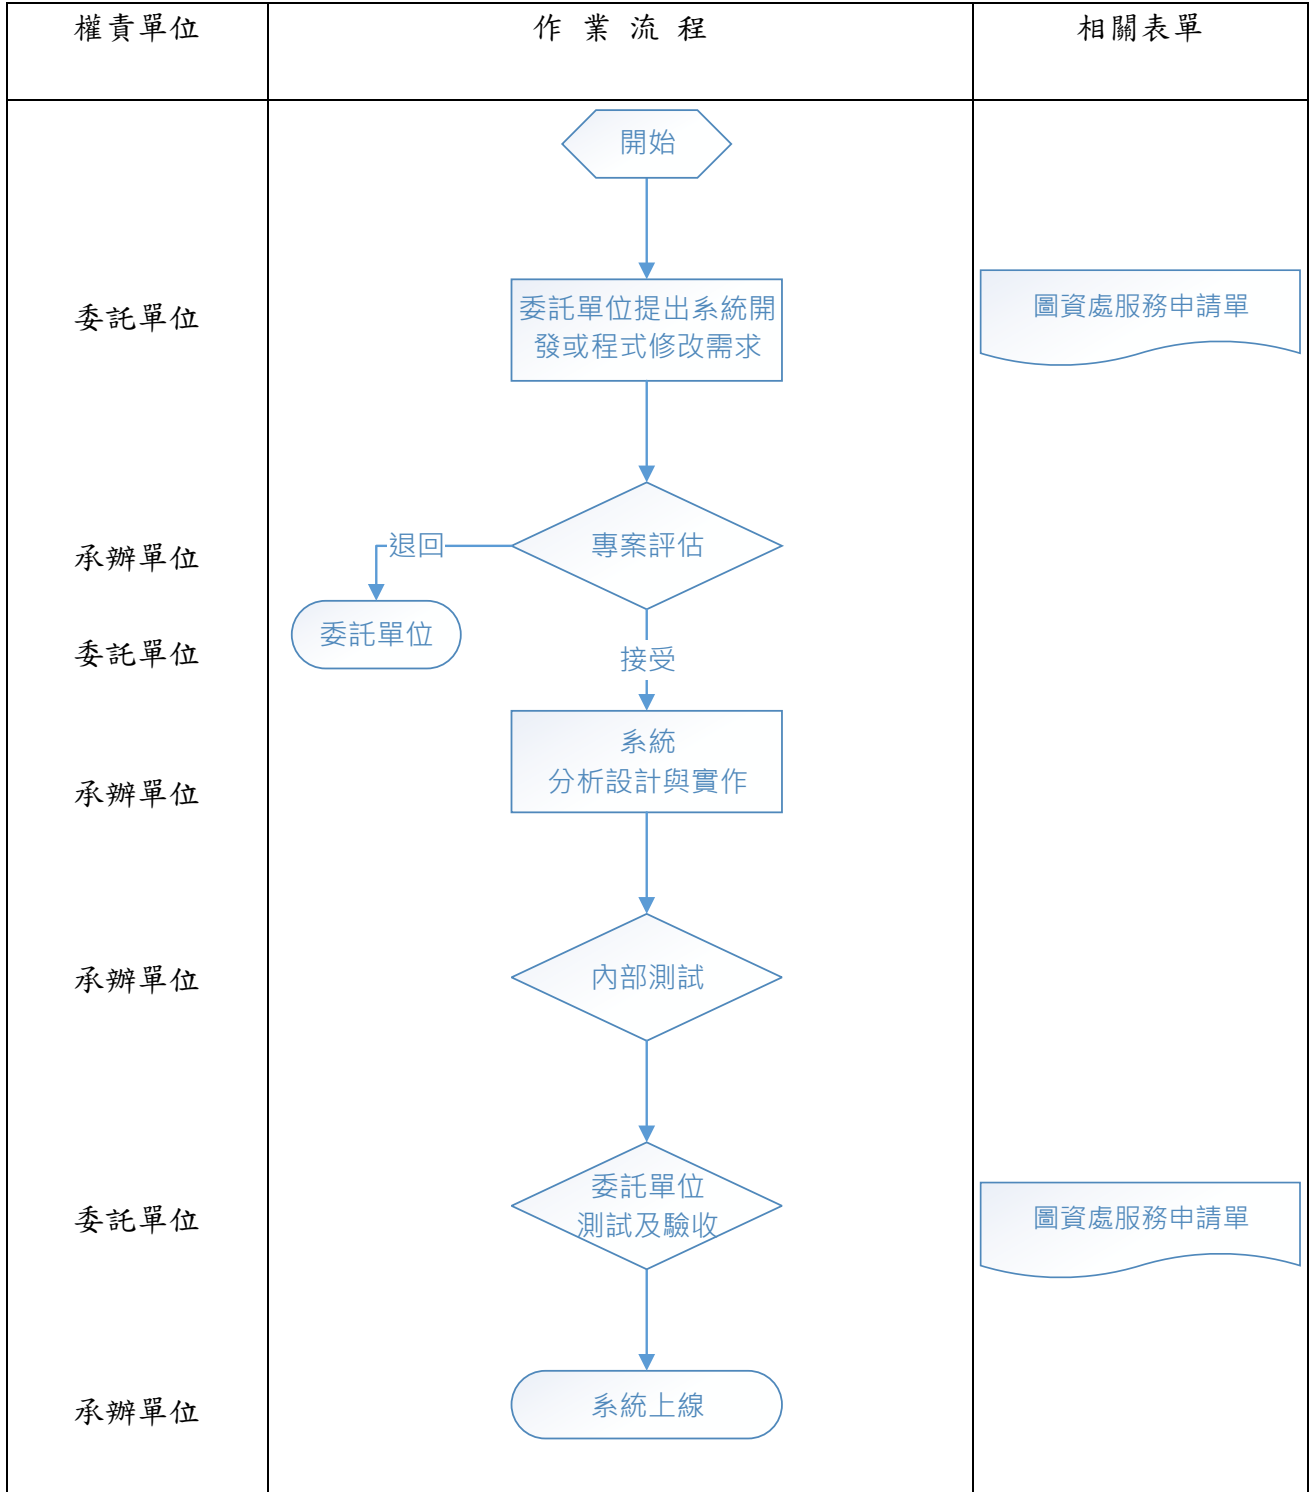 權責單位
作業流程
相關表單
開始
委託單位
委託單位提出系統開
發或程式修改需求
圖資處服務申請單
承辦單位
退回
專案評估
委託單位
委託單位
接受
承辦單位
系統
分析設計與實作
承辦單位
內部測試
委託單位
委託單位
測試及驗收
圖資處服務申請單
承辦單位
系統上線